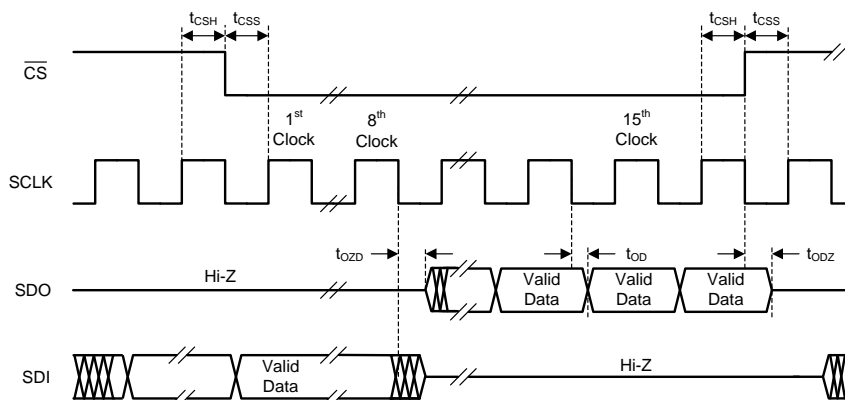 tCSH tCSS tCSH tCSS
CS
1st Clock 8th Clock 15th Clock
SCLK
tOZD tOD tODZ
Hi-Z
SDO Valid Data Valid Data Valid Data
SDI Valid Data Hi-Z